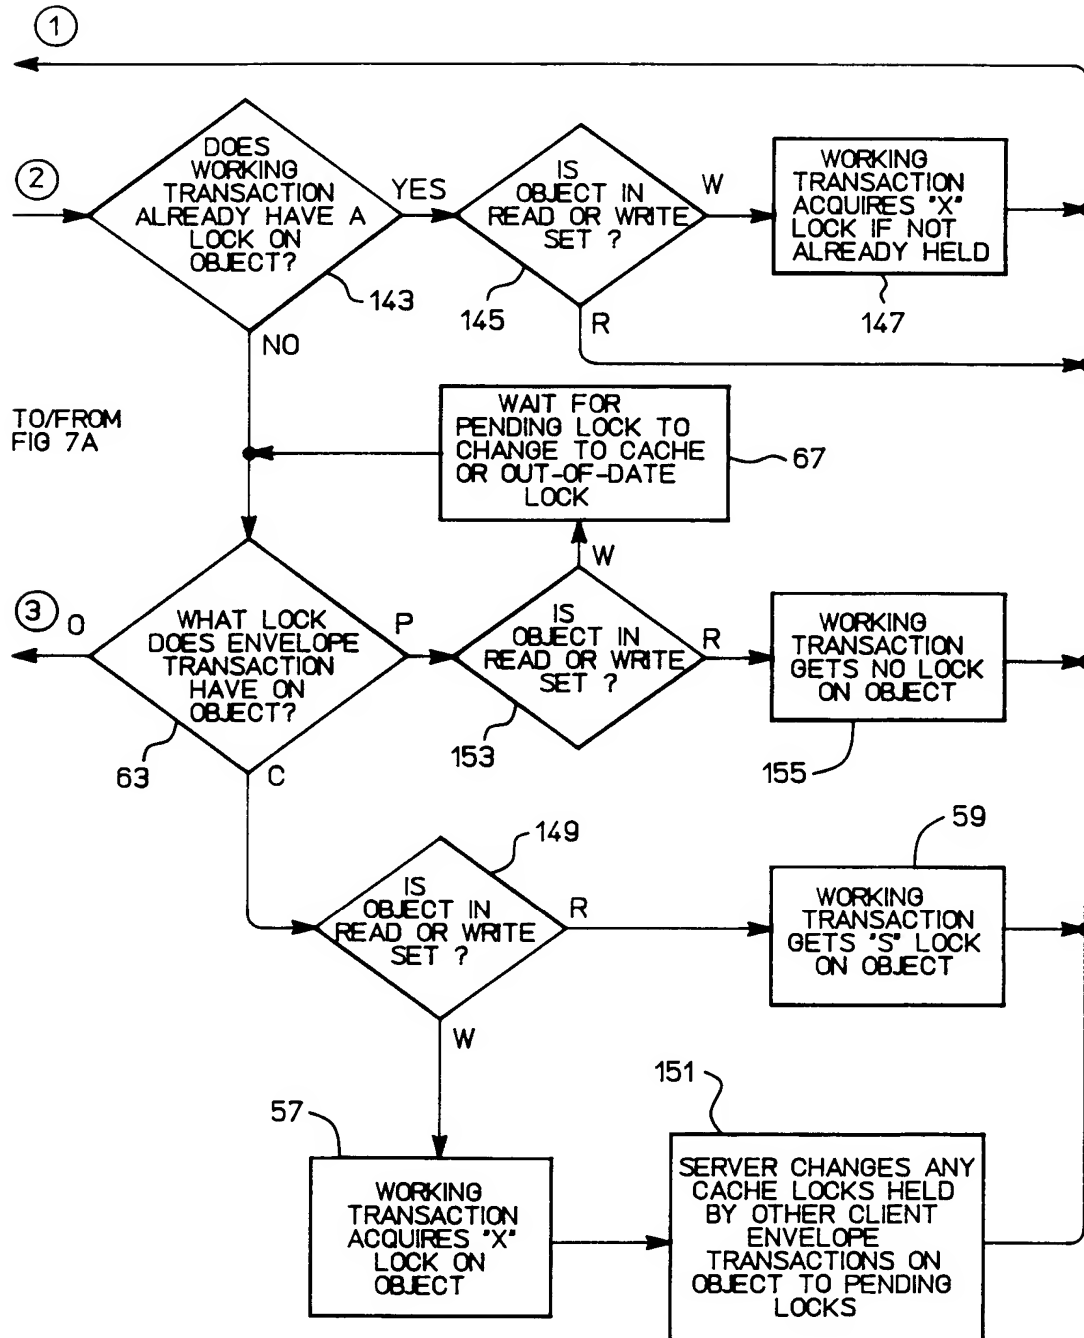 1
2
DOES
WORKING
TRANSACTION
ALREADY HAVE A
LOCK ON
OBJECT?
YES
143
NO
IS
OBJECT IN
READ OR WRITE
SET ?
W
145
R
WORKING
TRANSACTION
ACQUIRES "X"
LOCK IF NOT
ALREADY HELD
147
TO/FROM
FIG 7A
WAIT FOR
PENDING LOCK TO
CHANGE TO CACHE
OR OUT-OF-DATE
LOCK
67
W
3
O
WHAT LOCK
DOES ENVELOPE
TRANSACTION
HAVE ON
OBJECT?
P
63
C
IS
OBJECT IN
READ OR WRITE
SET ?
R
153
WORKING
TRANSACTION
GETS NO LOCK
ON OBJECT
155
149
IS
OBJECT IN
READ OR WRITE
SET ?
R
W
59
WORKING
TRANSACTION
GETS "S" LOCK
ON OBJECT
57
WORKING
TRANSACTION
ACQUIRES "X"
LOCK ON
OBJECT
151
SERVER CHANGES ANY
CACHE LOCKS HELD
BY OTHER CLIENT
ENVELOPE
TRANSACTIONS ON
OBJECT TO PENDING
LOCKS